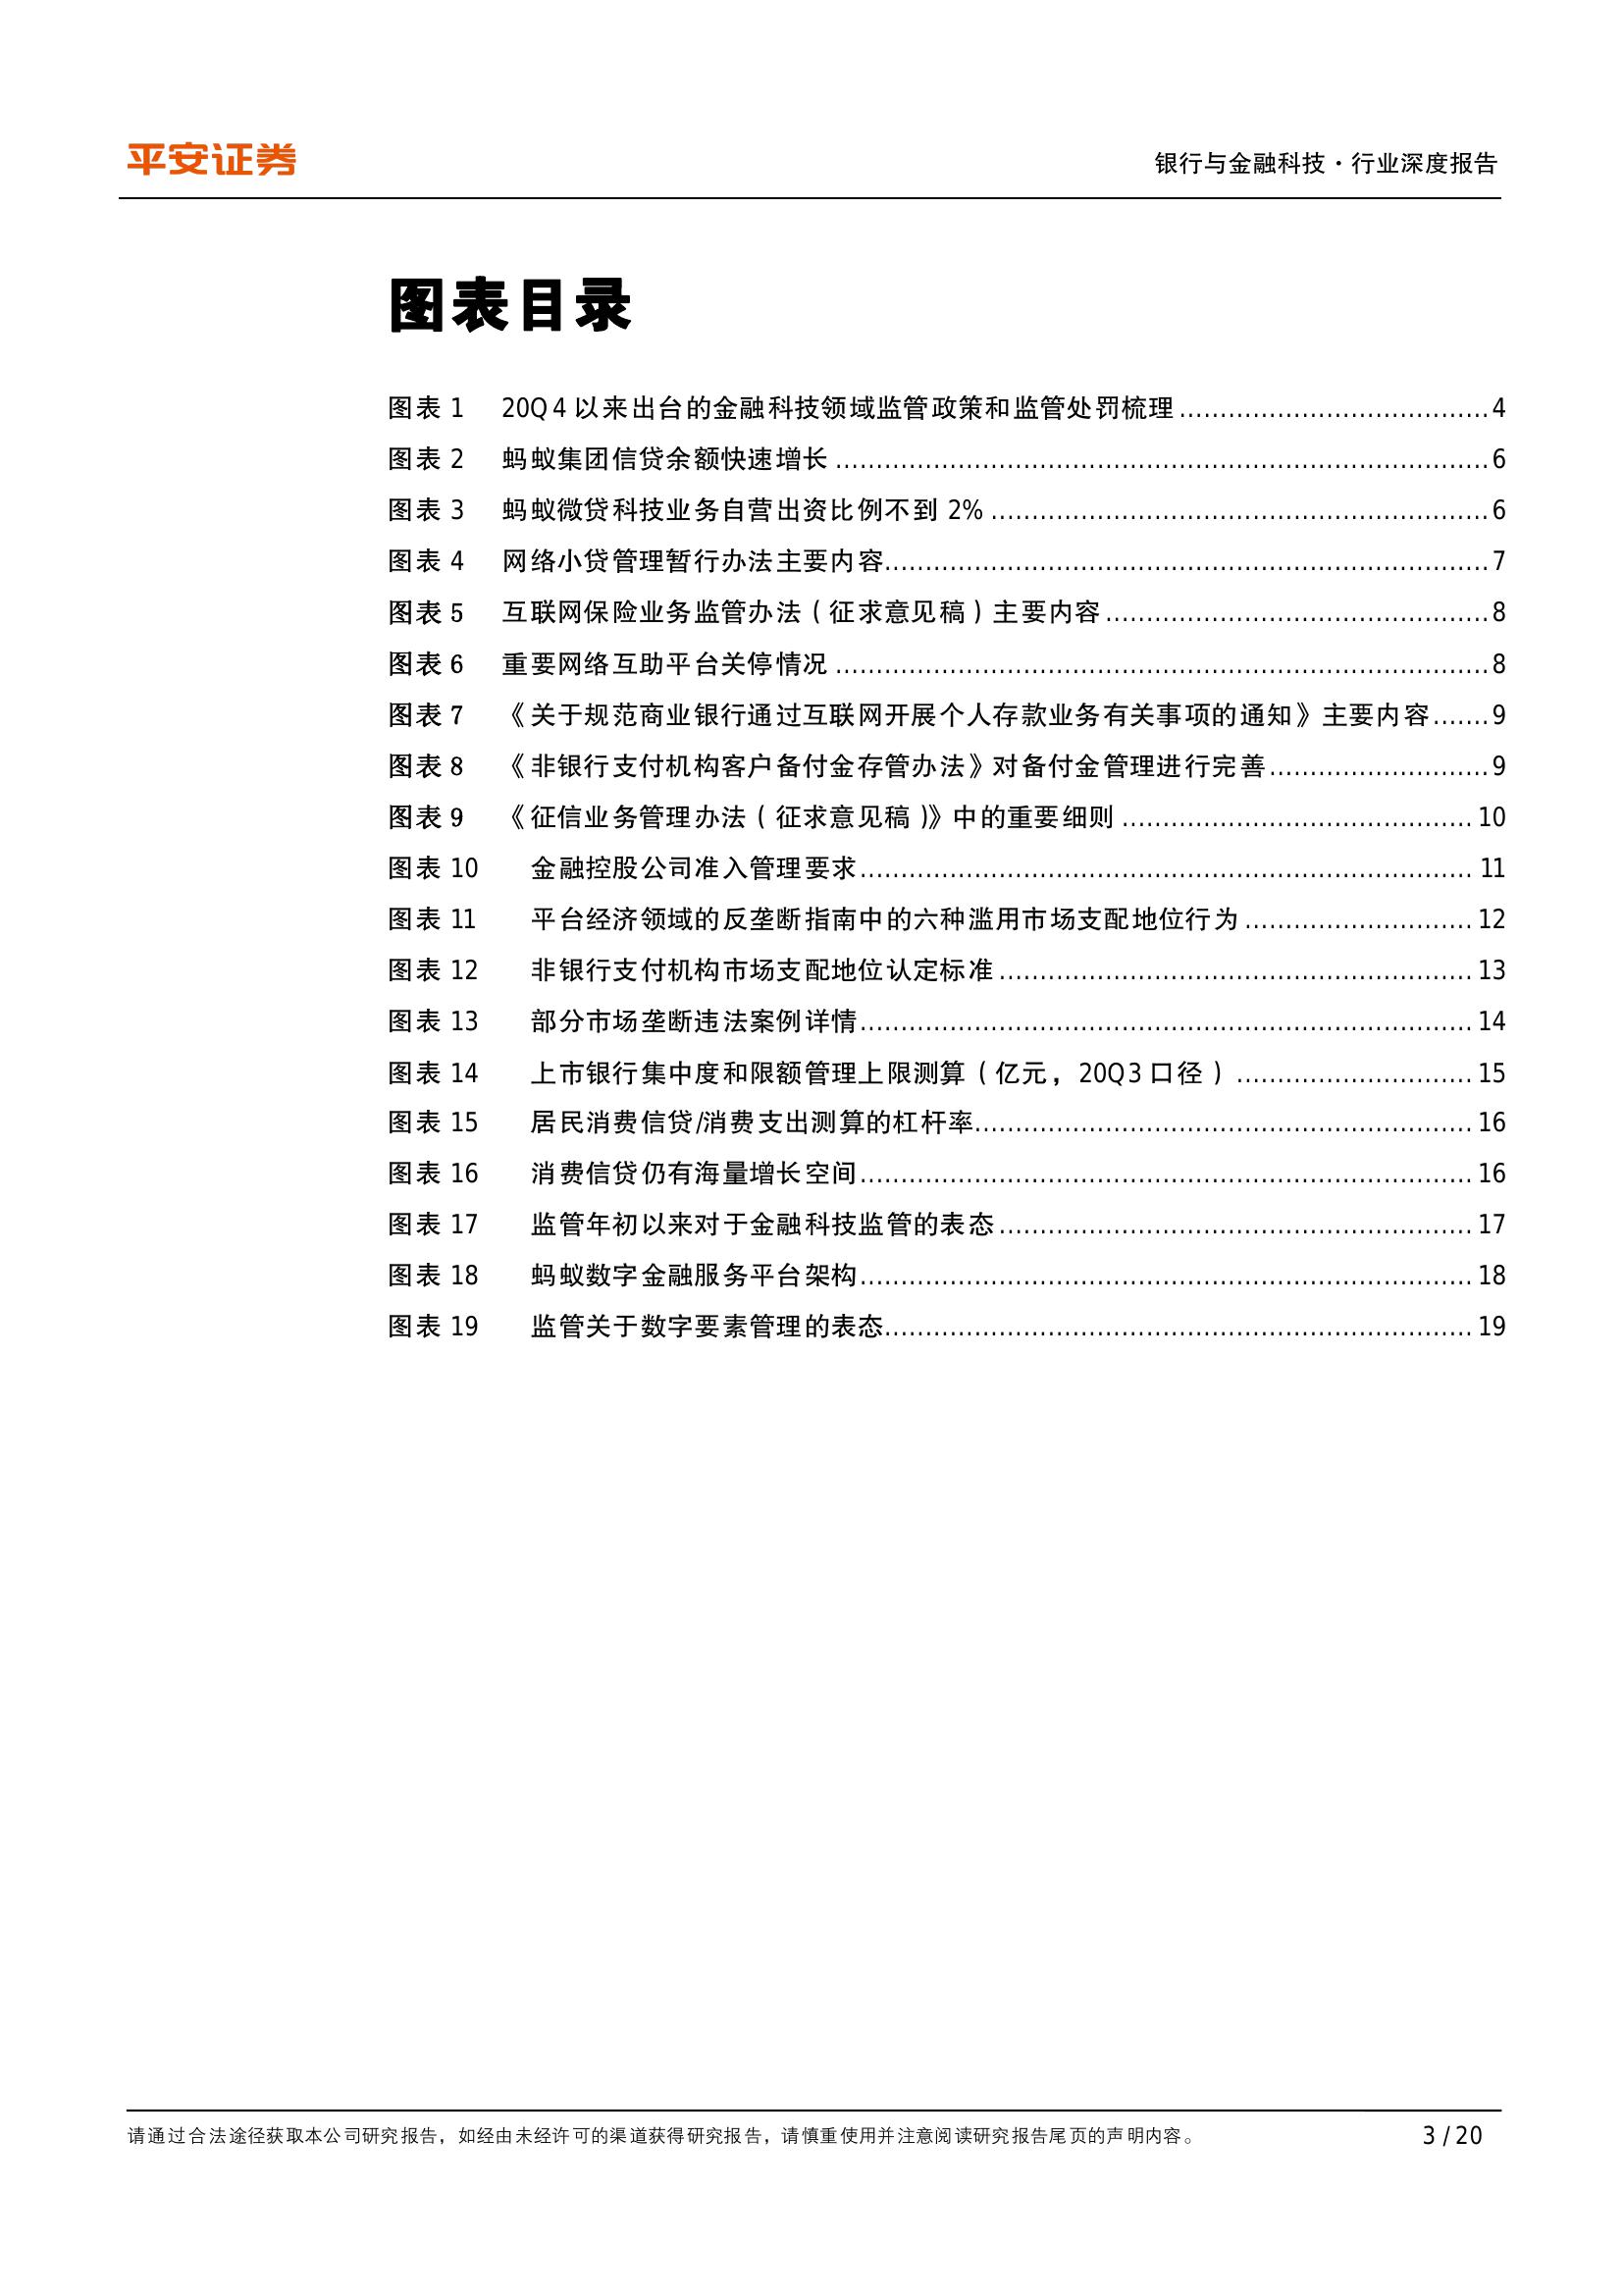 平安证券
银行与金融科技·行业深度报告
图表目录
图表 1 20Q4 以来出台的金融科技领域监管政策和监管处罚梳理......................................4
图表 2 蚂蚁集团信贷余额快速增长................................................................................6
图表 3 蚂蚁微贷科技业务自营出资比例不到 2%.............................................................6
图表 4 网络小贷管理暂行办法主要内容..........................................................................7
图表 5 互联网保险业务监管办法（征求意见稿）主要内容...............................................8
图表 6 重要网络互助平台关停情况................................................................................8
图表 7 《关于规范商业银行通过互联网开展个人存款业务有关事项的通知》主要内容.......9
图表 8 《非银行支付机构客户备付金存管办法》对备付金管理进行完善...........................9
图表 9 《征信业务管理办法（征求意见稿）》中的重要细则...........................................10
图表 10 金融控股公司准入管理要求...........................................................................11
图表 11 平台经济领域的反垄断指南中的六种滥用市场支配地位行为............................12
图表 12 非银行支付机构市场支配地位认定标准..........................................................13
图表 13 部分市场垄断违法案例详情...........................................................................14
图表 14 上市银行集中度和限额管理上限测算（亿元，20Q3 口径）.............................15
图表 15 居民消费信贷/消费支出测算的杠杆率.............................................................16
图表 16 消费信贷仍有海量增长空间...........................................................................16
图表 17 监管年初以来对于金融科技监管的表态..........................................................17
图表 18 蚂蚁数字金融服务平台架构...........................................................................18
图表 19 监管关于数字要素管理的表态........................................................................19
请通过合法途径获取本公司研究报告，如经由未经许可的渠道获得研究报告，请慎重使用并注意阅读研究报告尾页的声明内容。
3 / 20